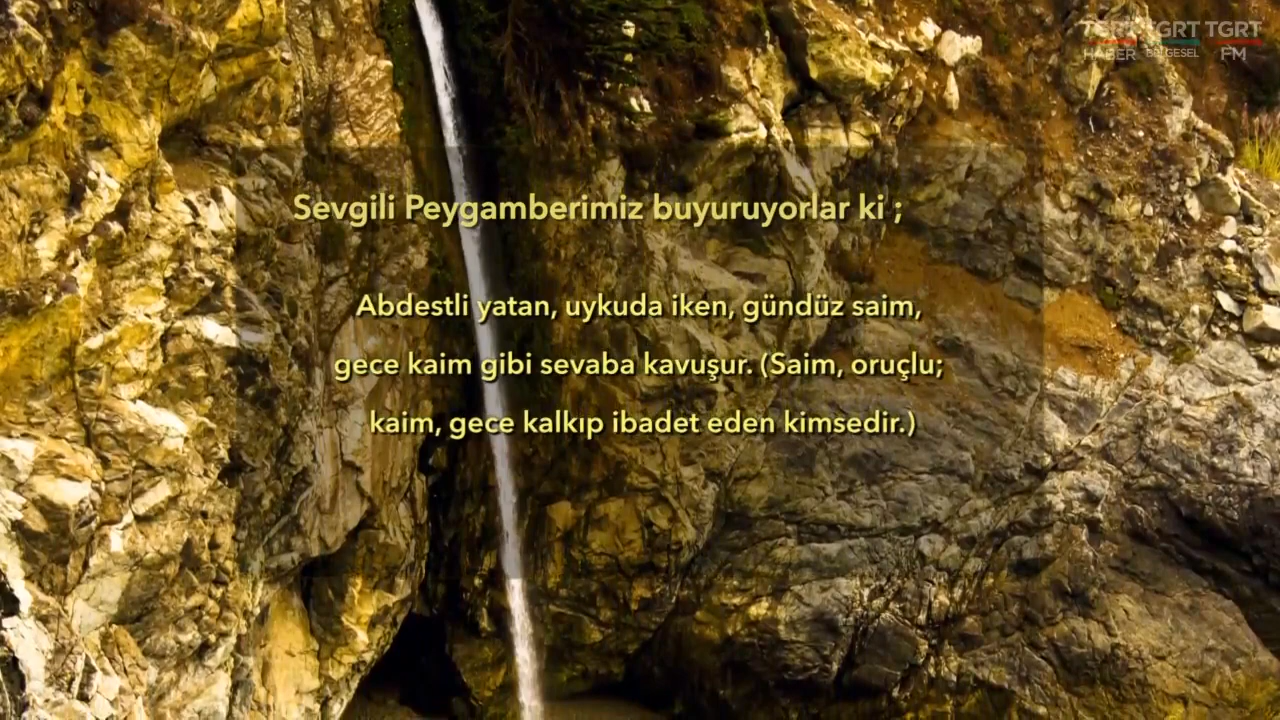 TGRT TGRT TGRT
HABER BELGESEL FM
Sevgili Peygamberimiz buyuruyorlar ki ;
Abdestli yatan, uykuda iken, gündüz saim,
gece kaim gibi sevaba kavuşur. (Saim, oruçlu;
kaim, gece kalkıp ibadet eden kimsedir.)